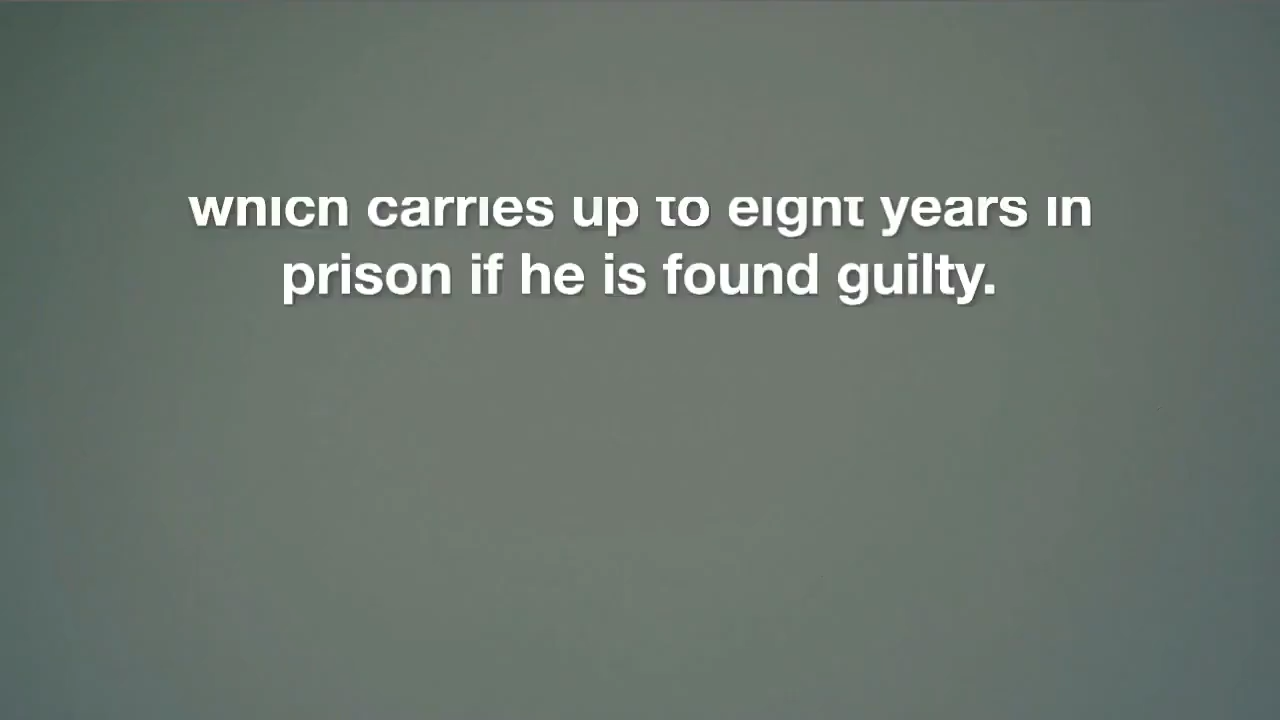 which carries up to eight years in
prison if he is found guilty.